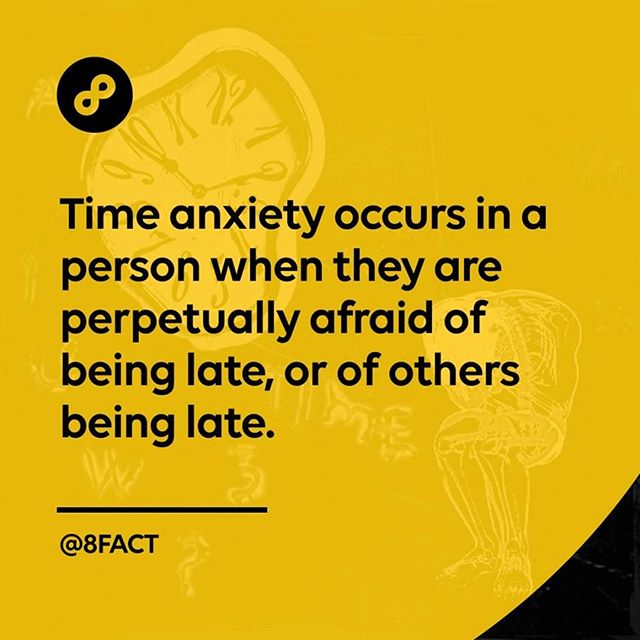 Time anxiety occurs in a
person when they are
perpetually afraid of
being late, or of others
being late.
@8FACT